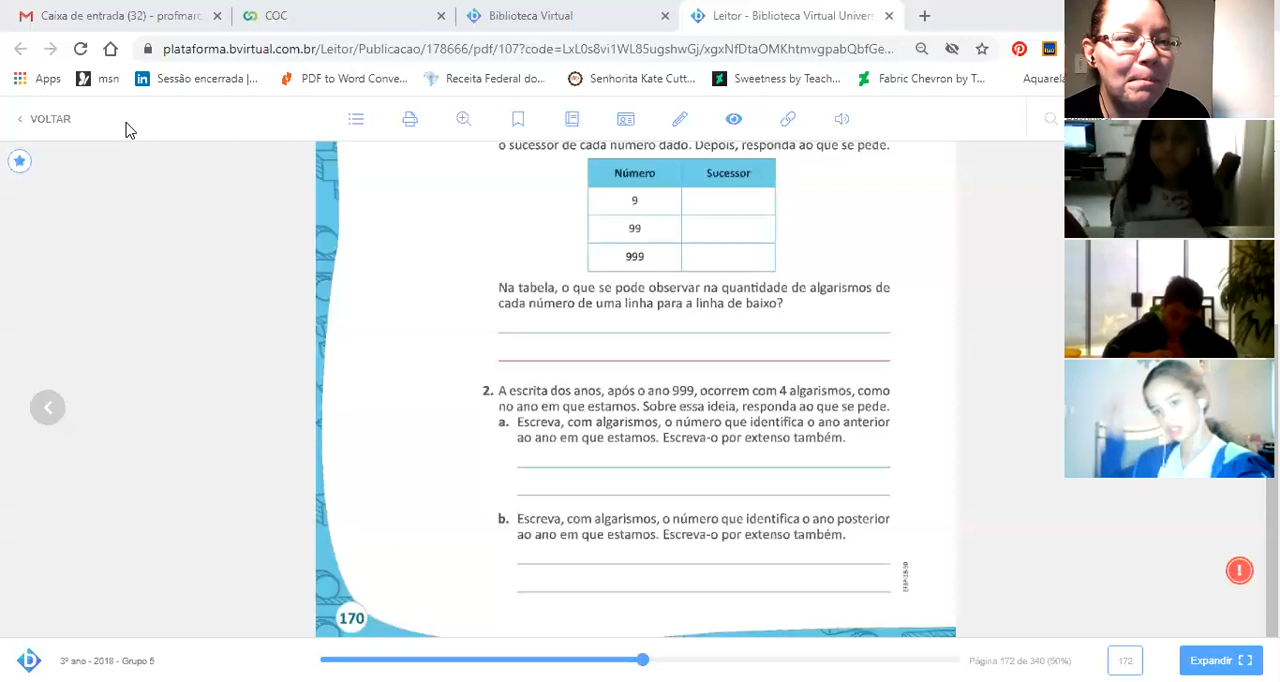 Caixa de entrada (32) - profmarc
COC
Biblioteca Virtual
Leitor - Biblioteca Virtual Univers
plataforma.bvirtual.com.br/Leitor/Publicacao/178866/pdf/107?code=LxL0s8vi1WL85ugshwGj/xgxNfDtaOMKhtmvgpabQbfGe...
Apps
msn
Sessão encerrada |...
PDF to Word Conve...
Receita Federal do...
Senhorita Kate Cutt...
Sweetness by Teach...
Fabric Chevron by T...
Aquarela
VOLTAR
o sucessor de cada número dado. Depois, responda ao que se pede.
Número Sucessor
9
99
999
Na tabela, o que se pode observar na quantidade de algarismos de
cada número de uma linha para a linha de baixo?
2. A escrita dos anos, após o ano 999, ocorrem com 4 algarismos, como
no ano em que estamos. Sobre essa ideia, responda ao que se pede.
a. Escreva, com algarismos, o número que identifica o ano anterior
ao ano em que estamos. Escreva-o por extenso também.
b. Escreva, com algarismos, o número que identifica o ano posterior
ao ano em que estamos. Escreva-o por extenso também.
170
3º ano - 2018 - Grupo 5
Página 172 de 340 (50%)
172
Expandir